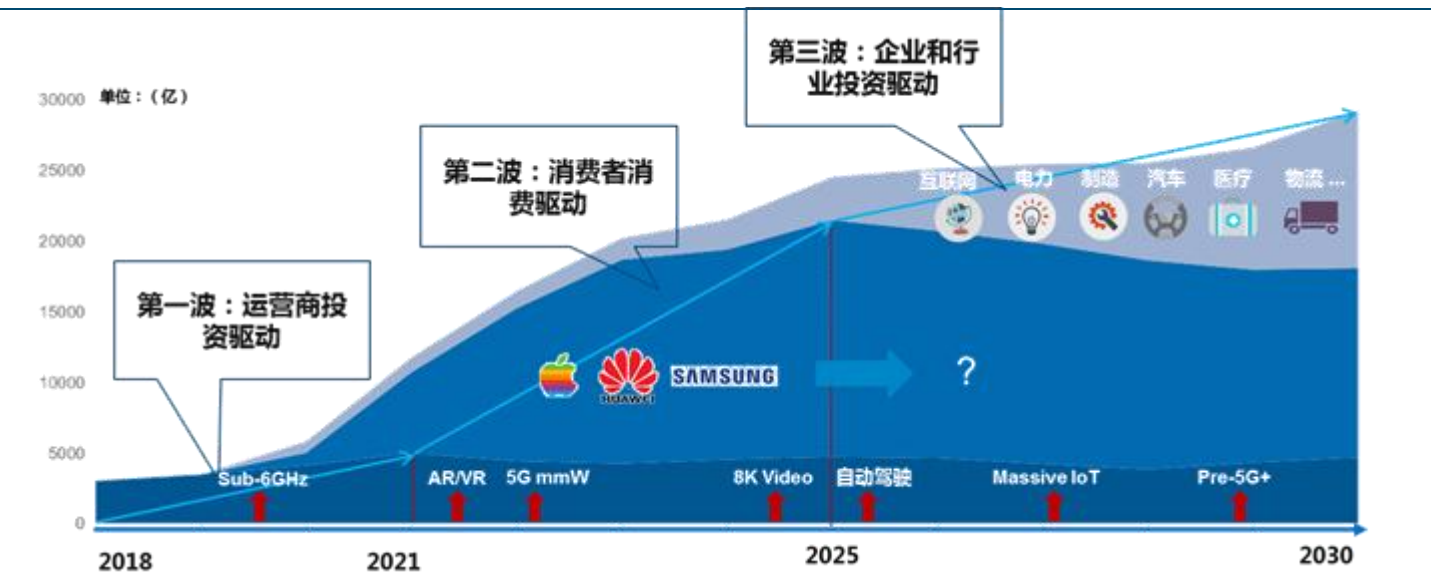 第三波：企业和行
业投资驱动
30000 单位：（亿）
第二波：消费者消
费驱动
25000
互联网 电力 制造 汽车 医疗 物流 ...
20000
第一波：运营商投
资驱动
15000
10000
HUAWEI
SAMSUNG
?
5000
Sub-6GHz AR/VR 5G mmW 8K Video 自动驾驶 Massive IoT Pre-5G+
0
2018 2021 2025 2030